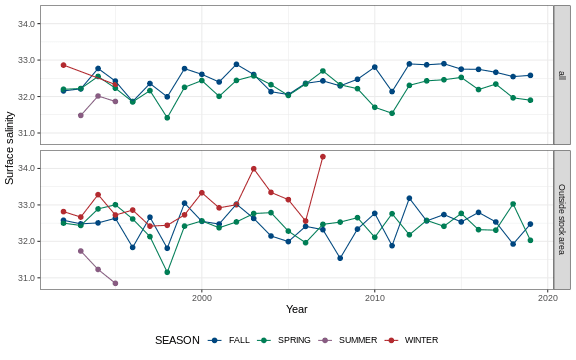 34.0
33.0
32.0
31.0
all
34.0
33.0
32.0
31.0
Outside stock area
Surface salinity
2000
2010
2020
Year
SEASON FALL SPRING SUMMER WINTER